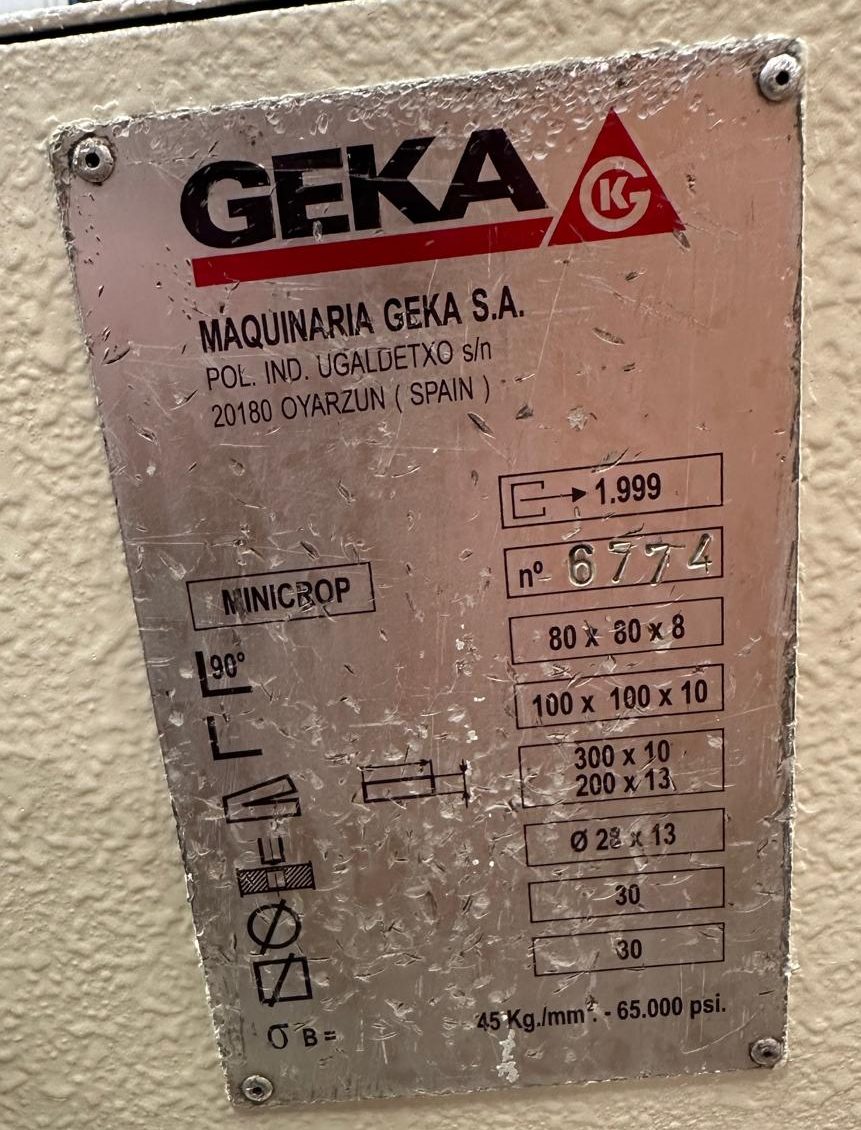 GEKA
KG
MAQUINARIA GEKA S.A.
POL. IND. UGALDETXO s/n
20180 OYARZUN ( SPAIN )
1.999
nº 6774
MINICROP
80 x 80 x 8
90°
100 x 100 x 10
300 x 10
200 x 13
Ø 28 x 13
30
30
σ B = 45 Kg./mm². - 65.000 psi.